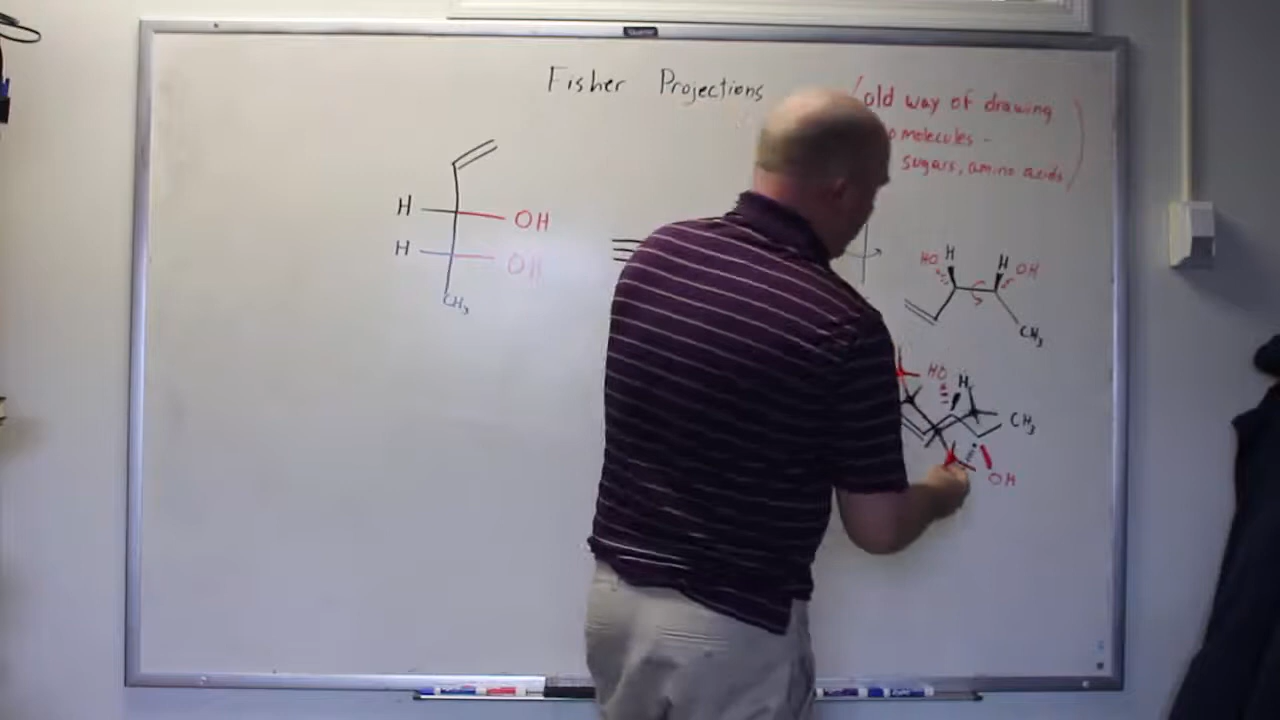 Fisher Projections
old way of drawing
molecules -
sugars, amino acids
H
OH
H
OH
CH3
HO
H
H
OH
CH3
HO
H
CH3
OH